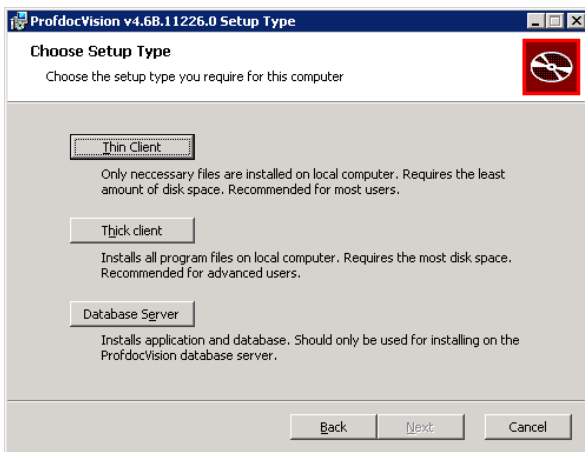 ProfdocVision v4.6B.11226.0 Setup Type
Choose Setup Type
Choose the setup type you require for this computer
Thin Client
Only neccessary files are installed on local computer. Requires the least
amount of disk space. Recommended for most users.
Thick client
Installs all program files on local computer. Requires the most disk space.
Recommended for advanced users.
Database Server
Installs application and database. Should only be used for installing on the
ProfdocVision database server.
Back Next Cancel